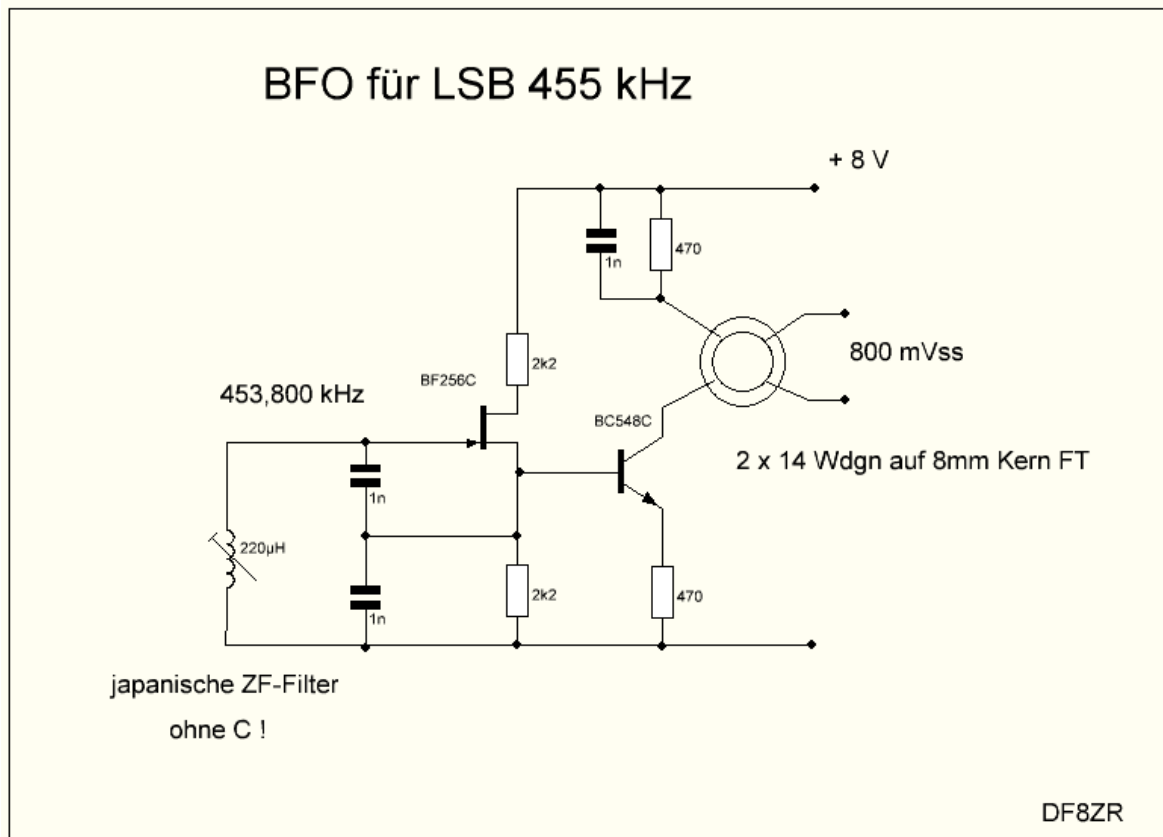 BFO für LSB 455 kHz
+ 8 V
1n
470
2k2
800 mVss
BF256C
453,800 kHz
BC548C
2 x 14 Wdgn auf 8mm Kern FT
1n
220µH
1n
2k2
470
japanische ZF-Filter
ohne C !
DF8ZR